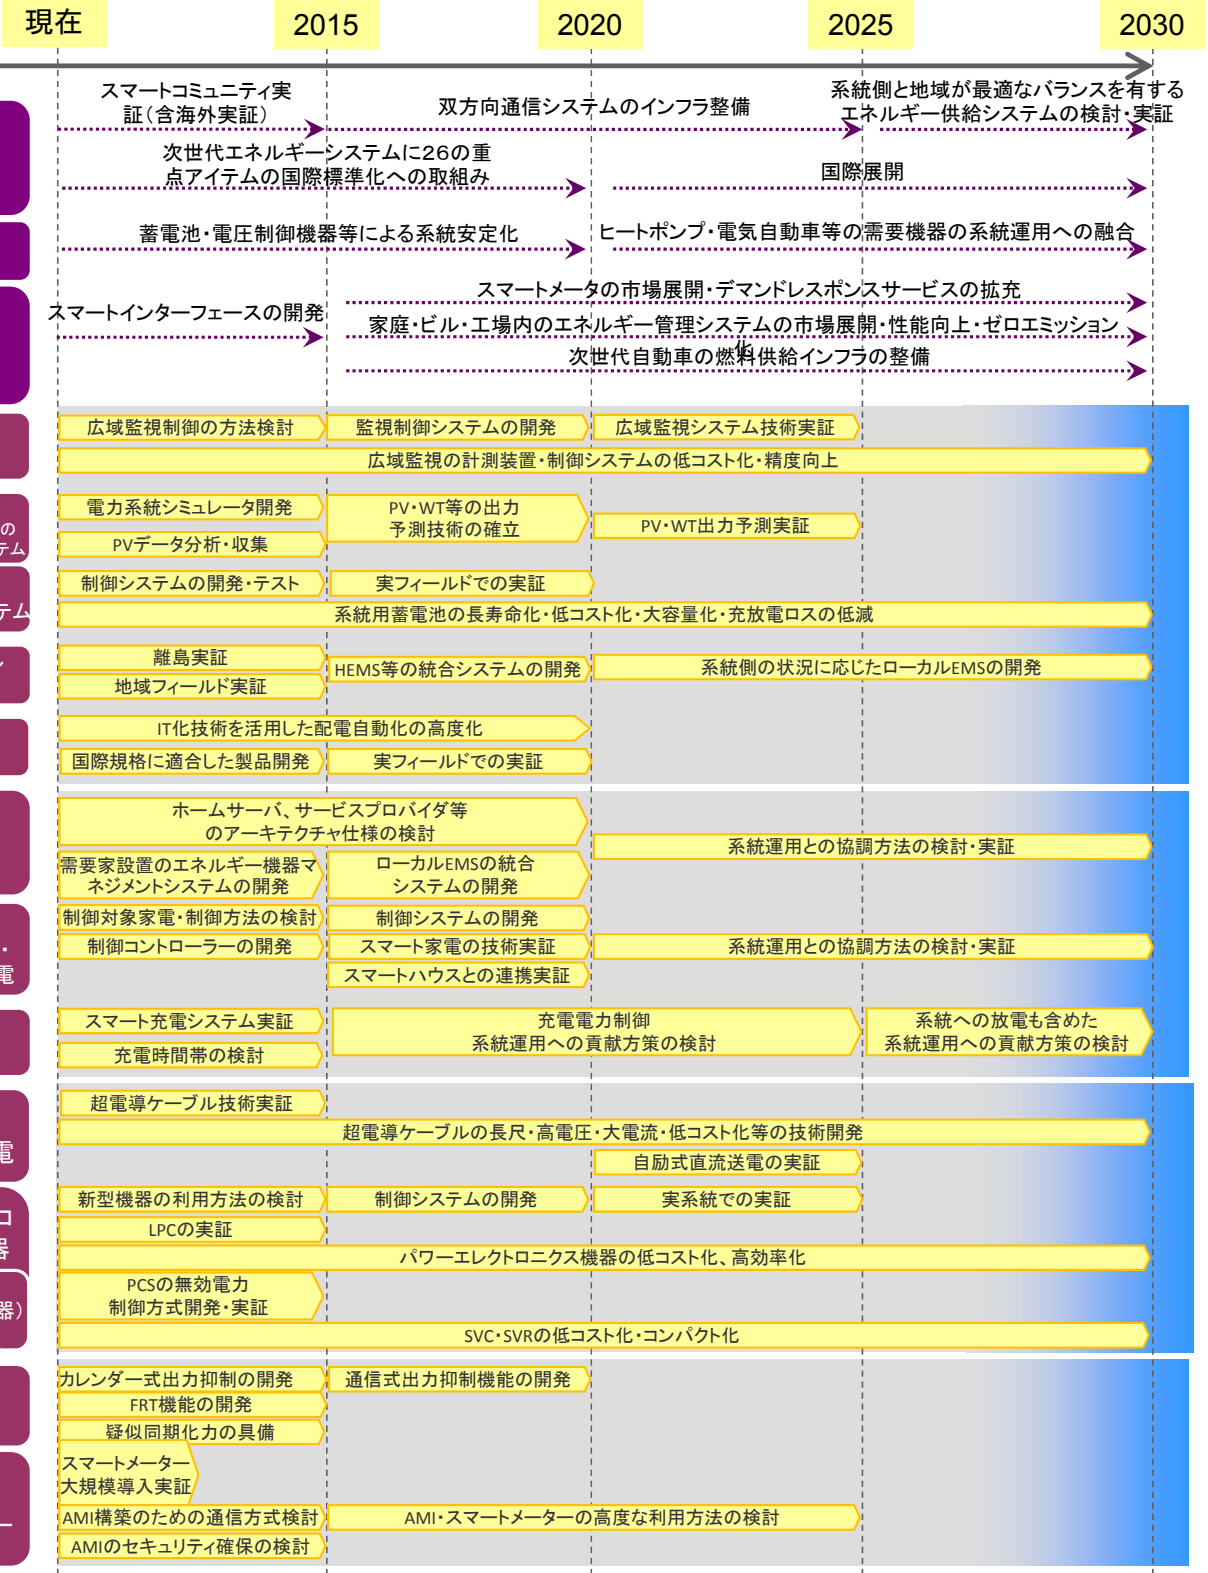 現在
2015
2020
2025
2030
スマートコミュニティ実
証(含海外実証)
双方向通信システムのインフラ整備
系統側と地域が最適なバランスを有する
エネルギー供給システムの検討・実証
次世代エネルギーシステムに26の重
点アイテムの国際標準化への取組み
国際展開
蓄電池・電圧制御機器等による系統安定化
ヒートポンプ・電気自動車等の需要機器の系統運用への融合
スマートメータの市場展開・デマンドレスポンスサービスの拡充
スマートインターフェースの開発
家庭・ビル・工場内のエネルギー管理システムの市場展開・性能向上・ゼロエミッション
化
次世代自動車の燃料供給インフラの整備
広域監視制御の方法検討
監視制御システムの開発
広域監視システム技術実証
広域監視の計測装置・制御システムの低コスト化・精度向上
の
テム
電力系統シミュレータ開発
PV・WT等の出力
予測技術の確立
PV・WT出力予測実証
PVデータ分析・収集
テム
制御システムの開発・テスト
実フィールドでの実証
系統用蓄電池の長寿命化・低コスト化・大容量化・充放電ロスの低減
離島実証
HEMS等の統合システムの開発
系統側の状況に応じたローカルEMSの開発
地域フィールド実証
IT化技術を活用した配電自動化の高度化
国際規格に適合した製品開発
実フィールドでの実証
ホームサーバ、サービスプロバイダ等
のアーキテクチャ仕様の検討
系統運用との協調方法の検討・実証
需要家設置のエネルギー機器マ
ネジメントシステムの開発
ローカルEMSの統合
システムの開発
・
電
制御対象家電・制御方法の検討
制御システムの開発
制御コントローラーの開発
スマート家電の技術実証
系統運用との協調方法の検討・実証
スマートハウスとの連携実証
スマート充電システム実証
充電電力制御
系統運用への貢献方策の検討
系統への放電も含めた
系統運用への貢献方策の検討
充電時間帯の検討
電
超電導ケーブル技術実証
超電導ケーブルの長尺・高電圧・大電流・低コスト化等の技術開発
自励式直流送電の実証
ロ
器
新型機器の利用方法の検討
制御システムの開発
実系統での実証
LPCの実証
パワーエレクトロニクス機器の低コスト化、高効率化
器)
PCSの無効電力
制御方式開発・実証
SVC・SVRの低コスト化・コンパクト化
カレンダー式出力抑制の開発
通信式出力抑制機能の開発
FRT機能の開発
疑似同期化力の具備
ー
スマートメーター
大規模導入実証
AMI構築のための通信方式検討
AMI・スマートメーターの高度な利用方法の検討
AMIのセキュリティ確保の検討